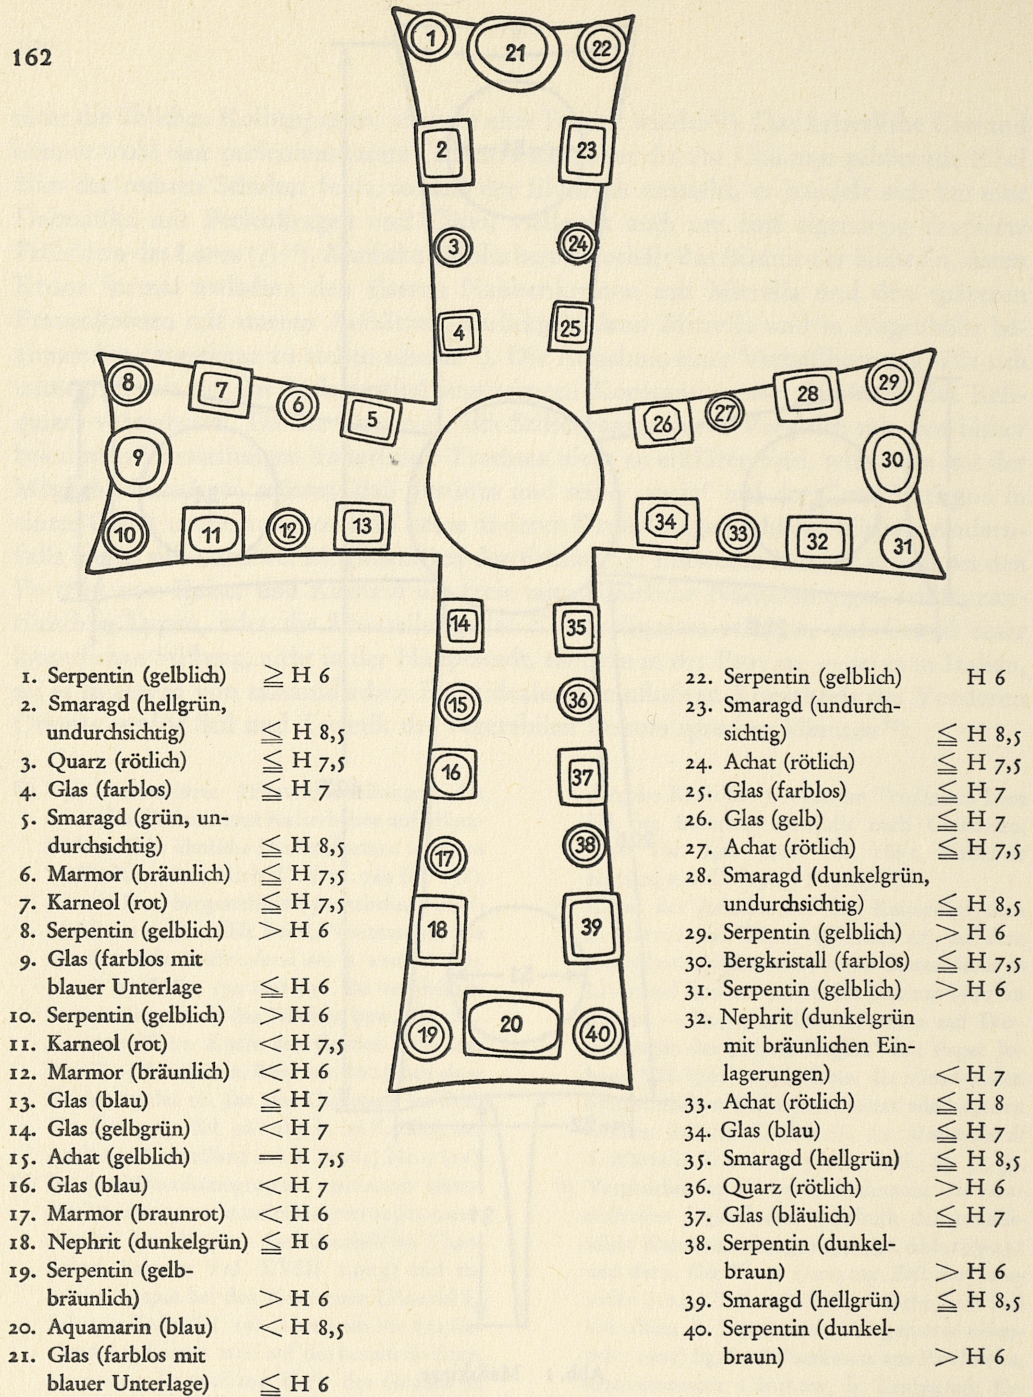 162
1
21
22
2
23
3
24
4
25
8
7
6
5
26
27
28
29
9
30
10
11
12
13
34
33
32
31
14
35
15
36
16
37
17
38
18
39
19
20
40
1. Serpentin (gelblich) ≧ H 6
2. Smaragd (hellgrün,
undurchsichtig) ≦ H 8,5
3. Quarz (rötlich) ≦ H 7,5
4. Glas (farblos) ≦ H 7
5. Smaragd (grün, un-
durchsichtig) ≦ H 8,5
6. Marmor (bräunlich) ≦ H 7,5
7. Karneol (rot) ≦ H 7,5
8. Serpentin (gelblich) > H 6
9. Glas (farblos mit
blauer Unterlage ≦ H 6
10. Serpentin (gelblich) > H 6
11. Karneol (rot) < H 7,5
12. Marmor (bräunlich) < H 6
13. Glas (blau) ≦ H 7
14. Glas (gelbgrün) < H 7
15. Achat (gelblich) = H 7,5
16. Glas (blau) < H 7
17. Marmor (braunrot) < H 6
18. Nephrit (dunkelgrün) ≦ H 6
19. Serpentin (gelb-
bräunlich) > H 6
20. Aquamarin (blau) < H 8,5
21. Glas (farblos mit
blauer Unterlage) ≦ H 6
22. Serpentin (gelblich) H 6
23. Smaragd (undurch-
sichtig) ≦ H 8,5
24. Achat (rötlich) ≦ H 7,5
25. Glas (farblos) ≦ H 7
26. Glas (gelb) ≦ H 7
27. Achat (rötlich) ≦ H 7,5
28. Smaragd (dunkelgrün,
undurchsichtig) ≦ H 8,5
29. Serpentin (gelblich) > H 6
30. Bergkristall (farblos) ≦ H 7,5
31. Serpentin (gelblich) > H 6
32. Nephrit (dunkelgrün
mit bräunlichen Ein-
lagerungen) < H 7
33. Achat (rötlich) ≦ H 8
34. Glas (blau) ≦ H 7
35. Smaragd (hellgrün) ≦ H 8,5
36. Quarz (rötlich) > H 6
37. Glas (bläulich) ≦ H 7
38. Serpentin (dunkel-
braun) > H 6
39. Smaragd (hellgrün) ≦ H 8,5
40. Serpentin (dunkel-
braun) > H 6